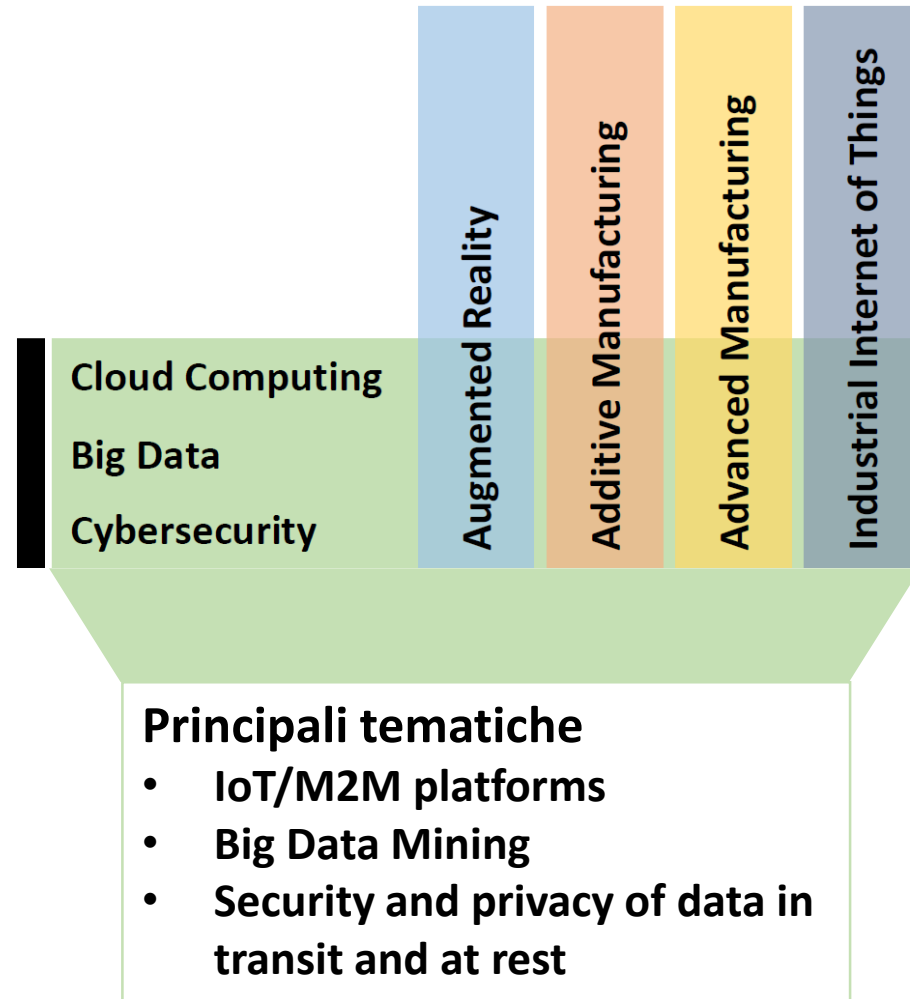 Augmented Reality
Additive Manufacturing
Advanced Manufacturing
Industrial Internet of Things
Cloud Computing
Big Data
Cybersecurity
Principali tematiche
• IoT/M2M platforms
• Big Data Mining
• Security and privacy of data in
transit and at rest